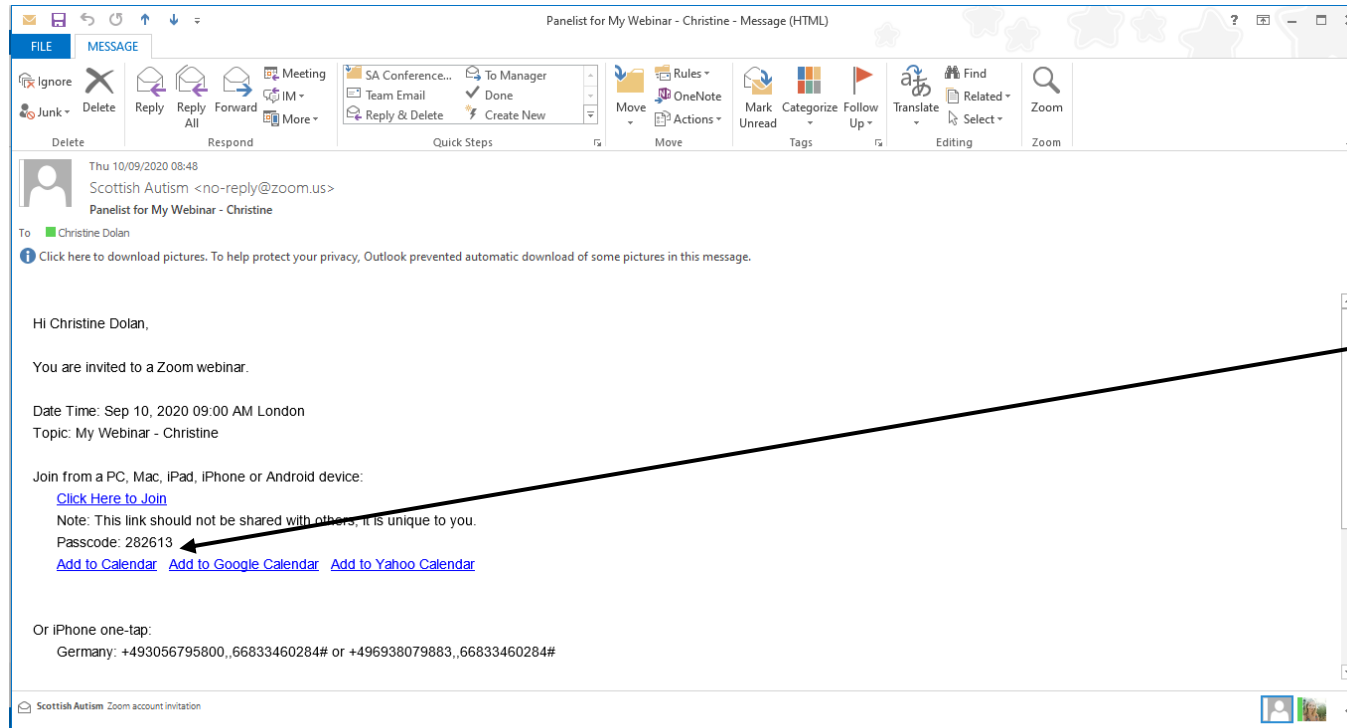 Panelist for My Webinar - Christine - Message (HTML)
?
FILE MESSAGE
Ignore
Junk
Delete
Reply
Reply All
Forward
Meeting
IM
More
SA Conference...
Team Email
Reply & Delete
To Manager
Done
Create New
Move
Rules
OneNote
Actions
Mark Unread
Categorize
Follow Up
Translate
Find
Related
Select
Zoom
Delete Respond Quick Steps Move Tags Editing Zoom
Thu 10/09/2020 08:48
Scottish Autism <no-reply@zoom.us>
Panelist for My Webinar - Christine
To Christine Dolan
Click here to download pictures. To help protect your privacy, Outlook prevented automatic download of some pictures in this message.
Hi Christine Dolan,
You are invited to a Zoom webinar.
Date Time: Sep 10, 2020 09:00 AM London
Topic: My Webinar - Christine
Join from a PC, Mac, iPad, iPhone or Android device:
Click Here to Join
Note: This link should not be shared with others; it is unique to you.
Passcode: 282613
Add to Calendar Add to Google Calendar Add to Yahoo Calendar
Or iPhone one-tap:
Germany: +493056795800,,66833460284# or +496938079883,,66833460284#
Scottish Autism Zoom account invitation